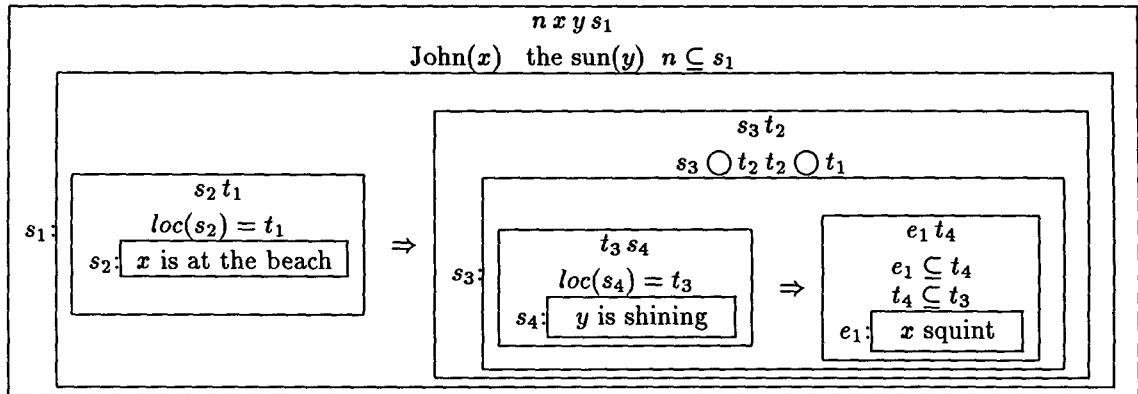 n x y s₁
John(x) the sun(y) n ⊆ s₁
s₁:
s₂ t₁
loc(s₂) = t₁
s₂: x is at the beach
⇒
s₃ t₂
s₃ ◯ t₂ t₂ ◯ t₁
s₃:
t₃ s₄
loc(s₄) = t₃
s₄: y is shining
⇒
e₁ t₄
e₁ ⊆ t₄
t₄ ⊆ t₃
e₁: x squint